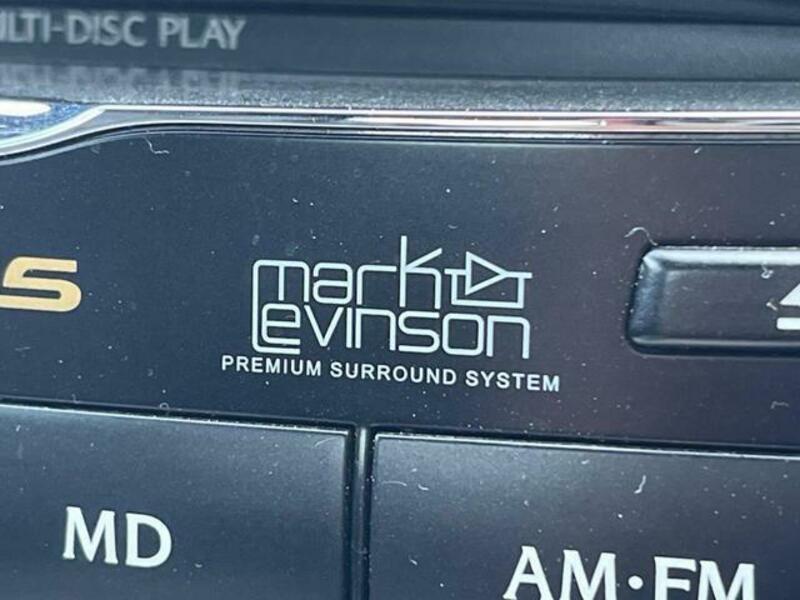 LTI-DISC PLAY
S
mark
Levinson
PREMIUM SURROUND SYSTEM
MD
AM·FM